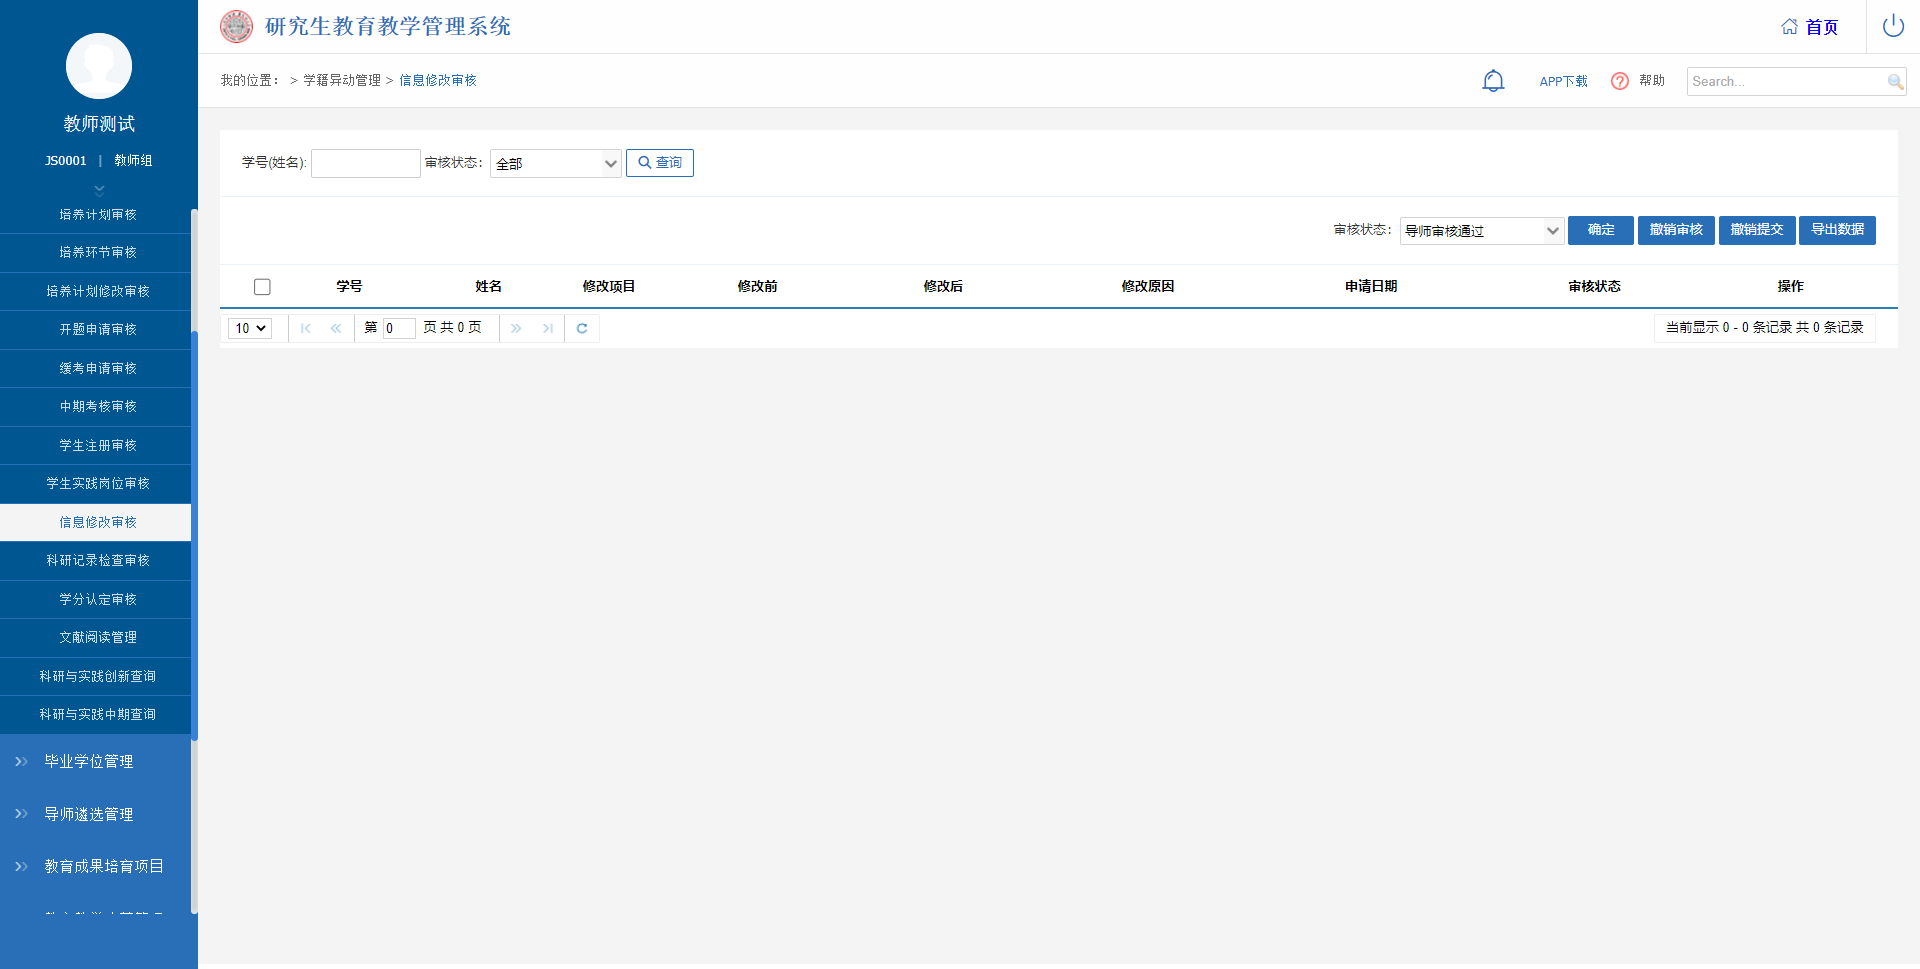 研究生教育教学管理系统
首页
教师测试
JS0001 | 教师组
我的位置： > 学籍异动管理 > 信息修改审核
APP下载
帮助
Search...
培养计划审核
培养环节审核
培养计划修改审核
开题申请审核
缓考申请审核
中期考核审核
学生注册审核
学生实践岗位审核
信息修改审核
科研记录检查审核
学分认定审核
文献阅读管理
科研与实践创新查询
科研与实践中期查询
毕业学位管理
导师遴选管理
教育成果培育项目
学号(姓名):
审核状态：
全部
查询
审核状态：
导师审核通过
确定
撤销审核
撤销提交
导出数据
学号 姓名 修改项目 修改前 修改后 修改原因 申请日期 审核状态 操作
10
第 0 页 共 0 页
当前显示 0 - 0 条记录 共 0 条记录